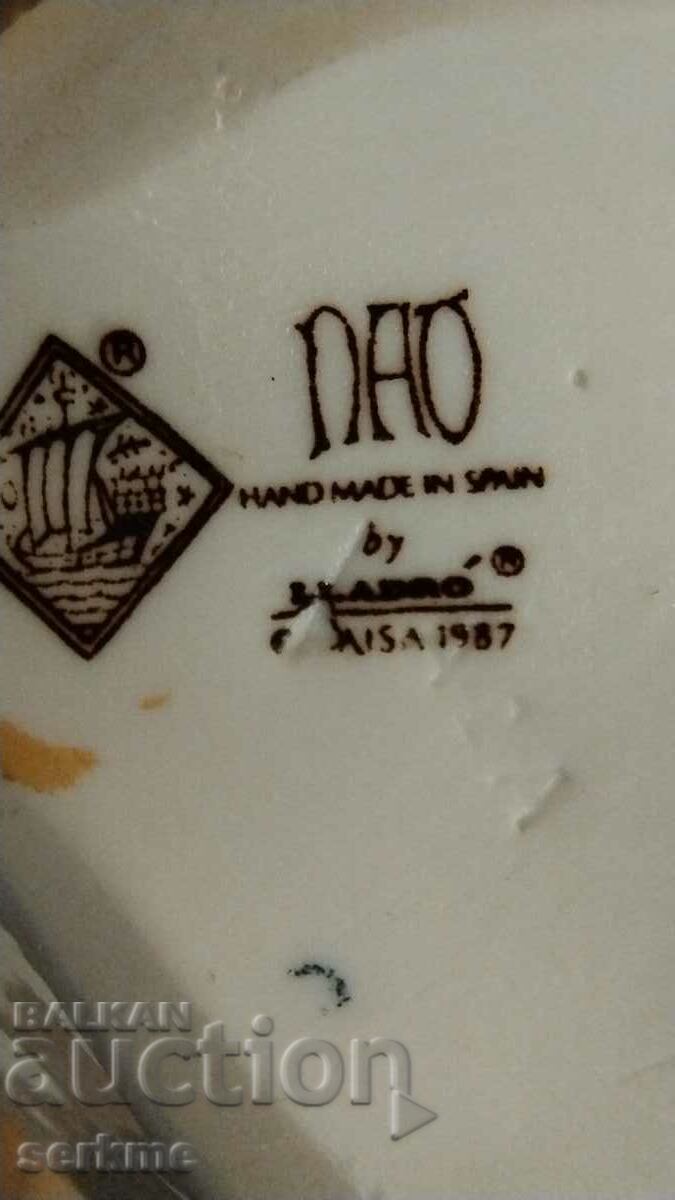 NAO
HAND MADE IN SPAIN
by
LLADRÓ ®
© DAISA 1987
®
BALKAN
auction
serkme